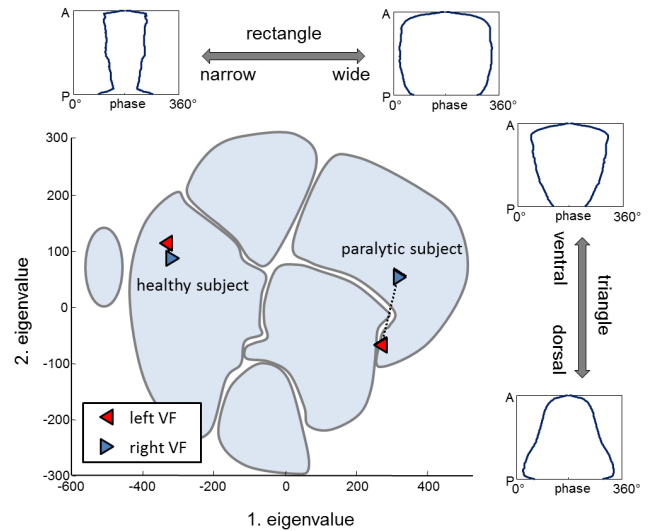 A
P
0°
phase
360°
rectangle
narrow
wide
A
P
0°
phase
360°
A
P
0°
phase
360°
ventral
dorsal
triangle
A
P
0°
phase
360°
2. eigenvalue
300
200
100
0
-100
-200
-300
healthy subject
paralytic subject
left VF
right VF
-600
-400
-200
0
200
400
1. eigenvalue